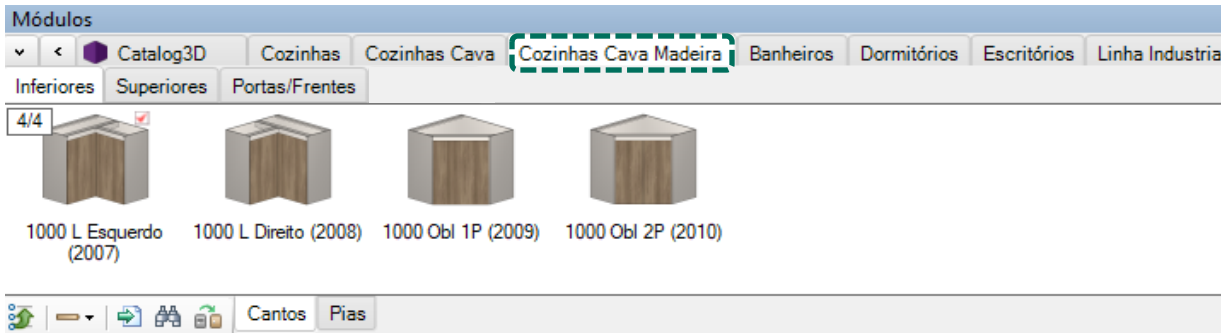 Módulos
Catalog3D Cozinhas Cozinhas Cava Cozinhas Cava Madeira Banheiros Dormitórios Escritórios Linha Industria
Inferiores Superiores Portas/Frentes
4/4
1000 L Esquerdo (2007) 1000 L Direito (2008) 1000 Obl 1P (2009) 1000 Obl 2P (2010)
Cantos Pias